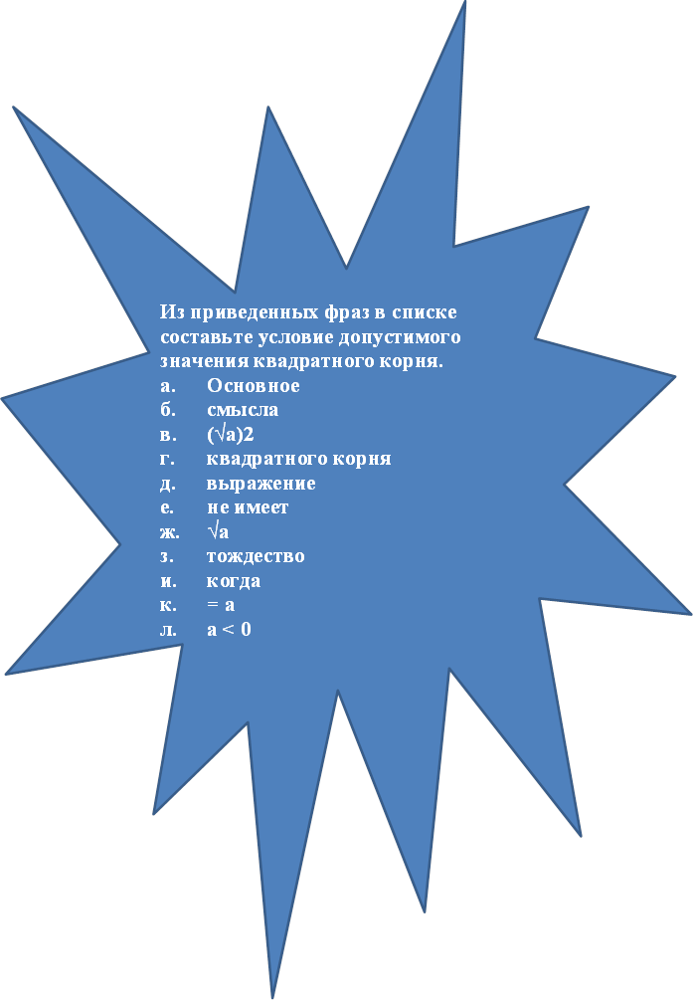 Из приведенных фраз в списке
составьте условие допустимого
значения квадратного корня.
а. Основное
б. смысла
в. (√а)2
г. квадратного корня
д. выражение
е. не имеет
ж. √а
з. тождество
и. когда
к. = а
л. а < 0